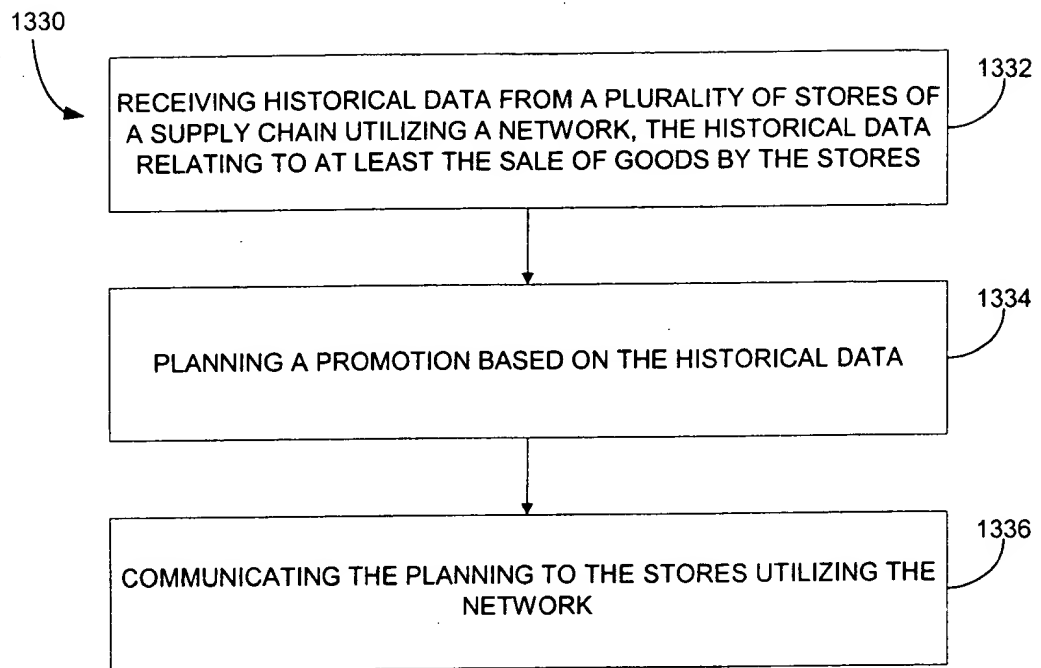 1330
1332
RECEIVING HISTORICAL DATA FROM A PLURALITY OF STORES OF
A SUPPLY CHAIN UTILIZING A NETWORK, THE HISTORICAL DATA
RELATING TO AT LEAST THE SALE OF GOODS BY THE STORES
1334
PLANNING A PROMOTION BASED ON THE HISTORICAL DATA
1336
COMMUNICATING THE PLANNING TO THE STORES UTILIZING THE
NETWORK